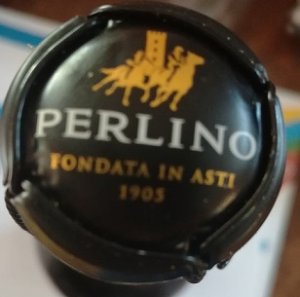 PERLINO
FONDATA IN ASTI
1905